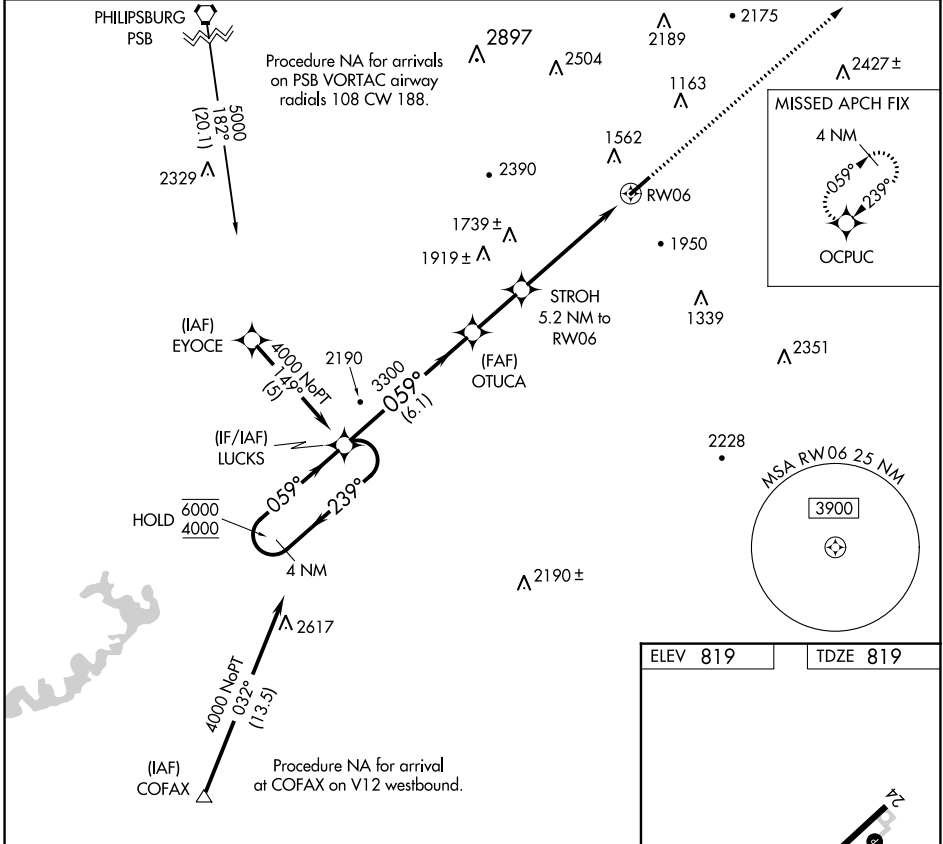 PHILIPSBURG
PSB
5000
182°
(20.1)
2329
Procedure NA for arrivals
on PSB VORTAC airway
radials 108 CW 188.
2897
2504
2189
2175
1163
2427 ±
1562
2390
RW06
1739 ±
1919 ±
1950
STROH
5.2 NM to
RW06
1339
2351
MISSED APCH FIX
4 NM
059°
239°
OCPUC
(IAF)
EYOCE
4000 NoPT
149°
(5)
2190
3300
059°
(6.1)
(FAF)
OTUCA
(IF/IAF)
LUCKS
059°
239°
HOLD
6000
4000
4 NM
2228
MSA RW06 25 NM
3900
2190 ±
2617
4000 NoPT
032°
(13.5)
(IAF)
COFAX
Procedure NA for arrival
at COFAX on V12 westbound.
ELEV 819
TDZE 819
24
P